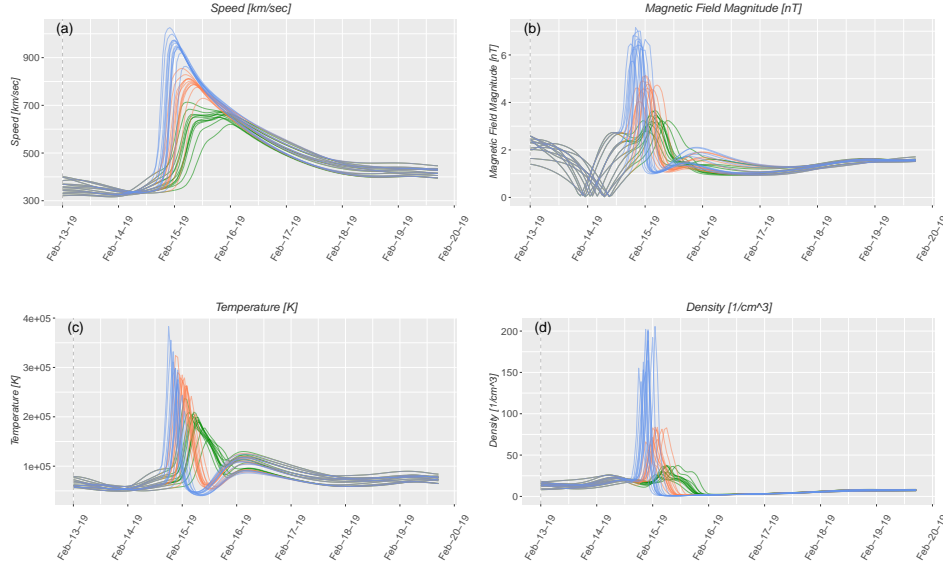 Speed [km/sec]
(a)
Speed [km/sec]
900
700
500
300
Feb−13−19
Feb−14−19
Feb−15−19
Feb−16−19
Feb−17−19
Feb−18−19
Feb−19−19
Feb−20−19
Magnetic Field Magnitude [nT]
(b)
Magnetic Field Magnitude [nT]
6
4
2
0
Feb−13−19
Feb−14−19
Feb−15−19
Feb−16−19
Feb−17−19
Feb−18−19
Feb−19−19
Feb−20−19
Temperature [K]
(c)
Temperature [K]
4e+05
3e+05
2e+05
1e+05
Feb−13−19
Feb−14−19
Feb−15−19
Feb−16−19
Feb−17−19
Feb−18−19
Feb−19−19
Feb−20−19
Density [1/cm^3]
(d)
Density [1/cm^3]
200
150
100
50
0
Feb−13−19
Feb−14−19
Feb−15−19
Feb−16−19
Feb−17−19
Feb−18−19
Feb−19−19
Feb−20−19